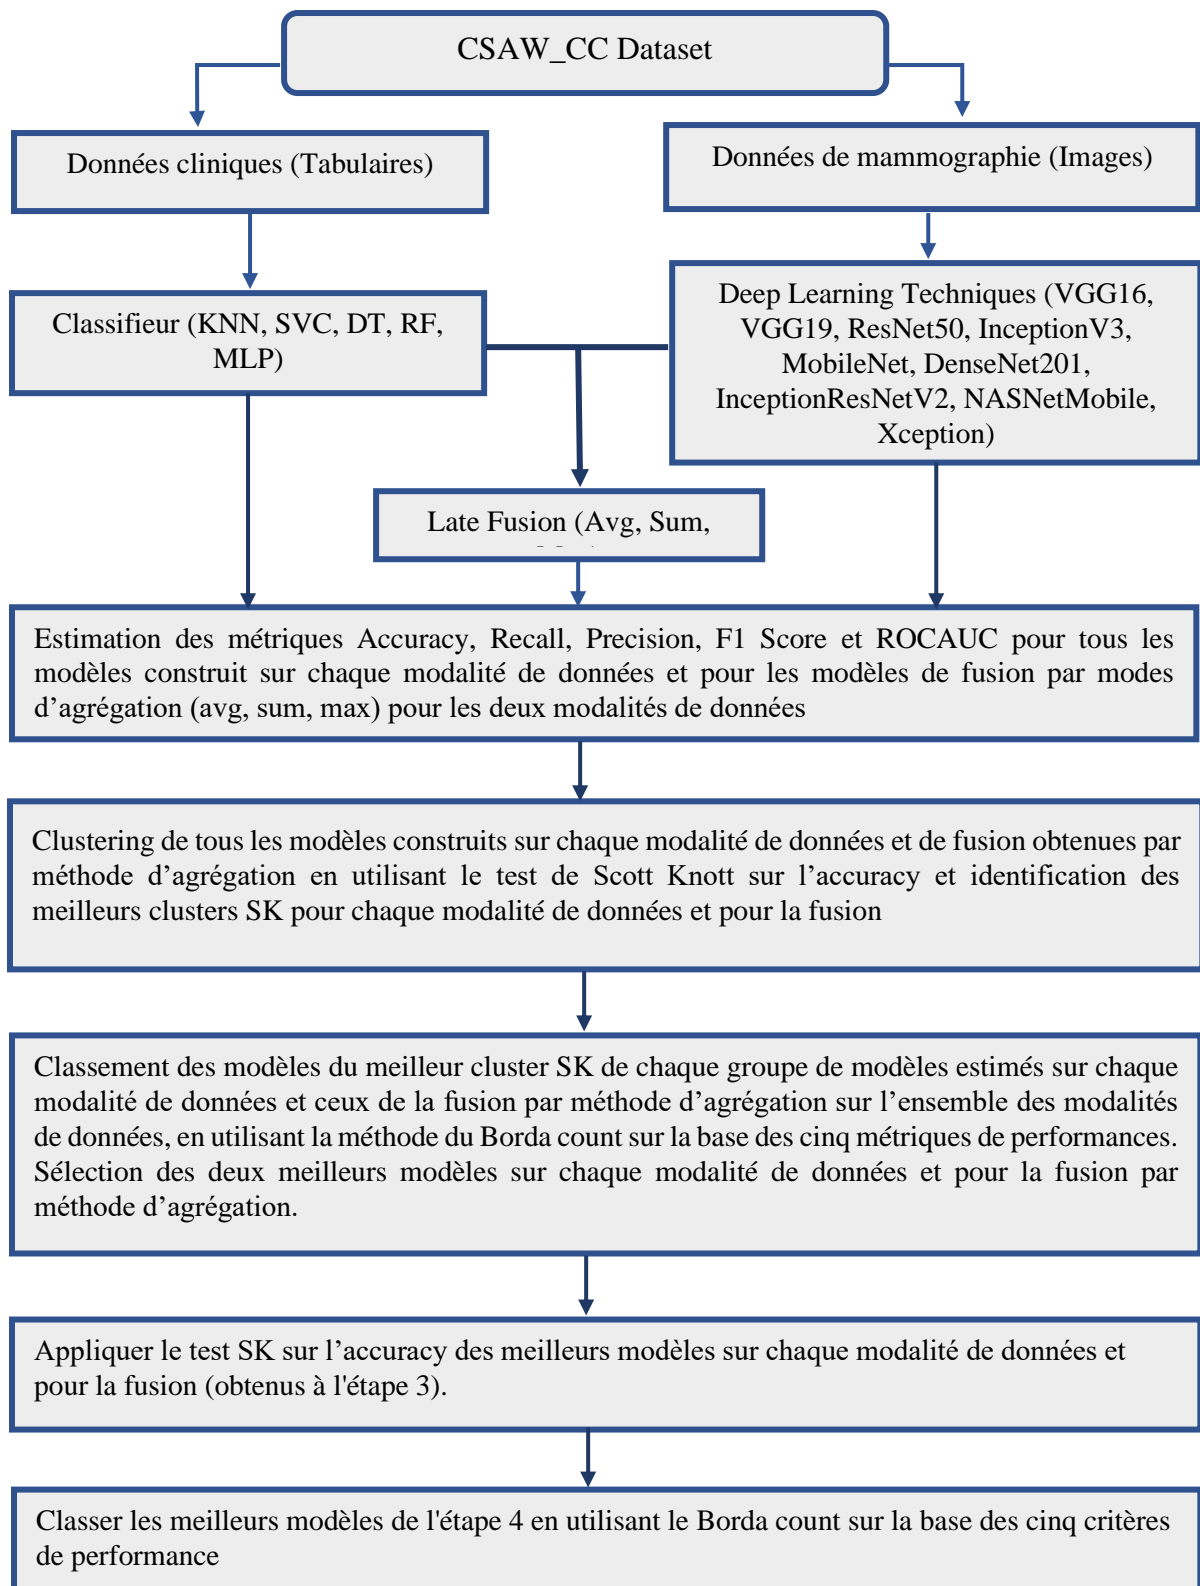 CSAW_CC Dataset
Données cliniques (Tabulaires)
Données de mammographie (Images)
Classifieur (KNN, SVC, DT, RF,
MLP)
Deep Learning Techniques (VGG16,
VGG19, ResNet50, InceptionV3,
MobileNet, DenseNet201,
InceptionResNetV2, NASNetMobile,
Xception)
Late Fusion (Avg, Sum,
Estimation des métriques Accuracy, Recall, Precision, F1 Score et ROCAUC pour tous les
modèles construit sur chaque modalité de données et pour les modèles de fusion par modes
d’agrégation (avg, sum, max) pour les deux modalités de données
Clustering de tous les modèles construits sur chaque modalité de données et de fusion obtenues par
méthode d’agrégation en utilisant le test de Scott Knott sur l’accuracy et identification des
meilleurs clusters SK pour chaque modalité de données et pour la fusion
Classement des modèles du meilleur cluster SK de chaque groupe de modèles estimés sur chaque
modalité de données et ceux de la fusion par méthode d’agrégation sur l’ensemble des modalités
de données, en utilisant la méthode du Borda count sur la base des cinq métriques de performances.
Sélection des deux meilleurs modèles sur chaque modalité de données et pour la fusion par
méthode d’agrégation.
Appliquer le test SK sur l’accuracy des meilleurs modèles sur chaque modalité de données et
pour la fusion (obtenus à l'étape 3).
Classer les meilleurs modèles de l'étape 4 en utilisant le Borda count sur la base des cinq critères
de performance